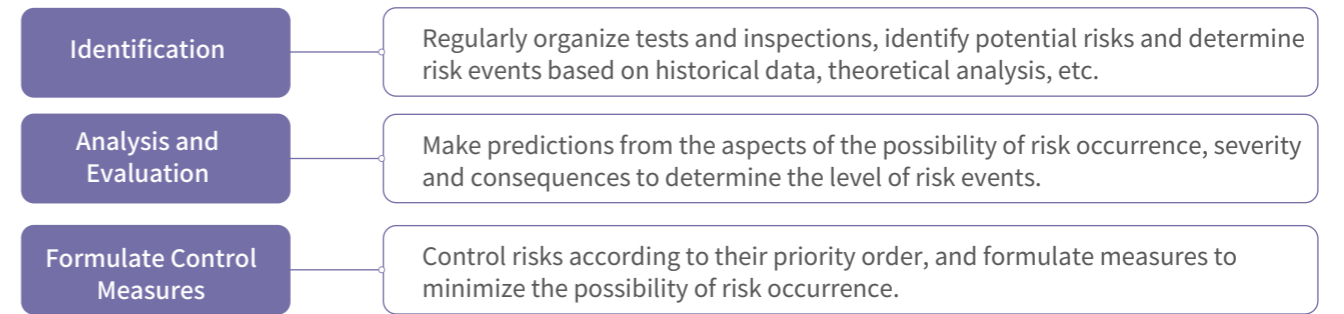 Identification
Regularly organize tests and inspections, identify potential risks and determine
risk events based on historical data, theoretical analysis, etc.
Analysis and
Evaluation
Make predictions from the aspects of the possibility of risk occurrence, severity
and consequences to determine the level of risk events.
Formulate Control
Measures
Control risks according to their priority order, and formulate measures to
minimize the possibility of risk occurrence.